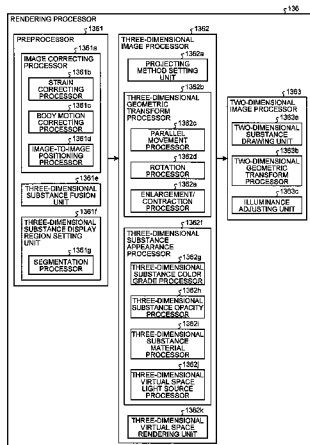 136
RENDERING PROCESSOR
1361
PREPROCESSOR
1361a
IMAGE CORRECTING
PROCESSOR
1361b
STRAIN
CORRECTING
PROCESSOR
1361c
BODY MOTION
CORRECTING
PROCESSOR
1361d
IMAGE-TO-IMAGE
POSITIONING
PROCESSOR
1361e
THREE-DIMENSIONAL
SUBSTANCE FUSION
UNIT
1361f
THREE-DIMENSIONAL
SUBSTANCE DISPLAY
REGION SETTING
UNIT
1361g
SEGMENTATION
PROCESSOR
1362
THREE-DIMENSIONAL
IMAGE PROCESSOR
1362a
PROJECTING
METHOD SETTING
UNIT
1362b
THREE-DIMENSIONAL
GEOMETRIC
TRANSFORM
PROCESSOR
1362c
PARALLEL
MOVEMENT
PROCESSOR
1362d
ROTATION
PROCESSOR
1362e
ENLARGEMENT/
CONTRACTION
PROCESSOR
1362f
THREE-DIMENSIONAL
SUBSTANCE
APPEARANCE
PROCESSOR
1362g
THREE-DIMENSIONAL
SUBSTANCE COLOR
GRADE PROCESSOR
1362h
THREE-DIMENSIONAL
SUBSTANCE OPACITY
PROCESSOR
1362i
THREE-DIMENSIONAL
SUBSTANCE
MATERIAL
PROCESSOR
1362j
THREE-DIMENSIONAL
VIRTUAL SPACE
LIGHT SOURCE
PROCESSOR
1362k
THREE-DIMENSIONAL
VIRTUAL SPACE
RENDERING UNIT
1363
TWO-DIMENSIONAL
IMAGE PROCESSOR
1363a
TWO-DIMENSIONAL
SUBSTANCE
DRAWING UNIT
1363b
TWO-DIMENSIONAL
GEOMETRIC
TRANSFORM
PROCESSOR
1363c
ILLUMINANCE
ADJUSTING UNIT